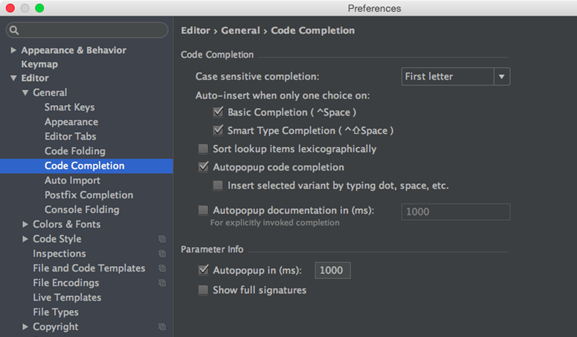 Preferences
Appearance & Behavior
Keymap
Editor
General
Smart Keys
Appearance
Editor Tabs
Code Folding
Code Completion
Auto Import
Postfix Completion
Console Folding
Colors & Fonts
Code Style
Inspections
File and Code Templates
File Encodings
Live Templates
File Types
Copyright
Editor › General › Code Completion
Code Completion
Case sensitive completion: First letter
Auto-insert when only one choice on:
Basic Completion ( ^Space )
Smart Type Completion ( ^⇧Space )
Sort lookup items lexicographically
Autopopup code completion
Insert selected variant by typing dot, space, etc.
Autopopup documentation in (ms): 1000
For explicitly invoked completion
Parameter Info
Autopopup in (ms): 1000
Show full signatures